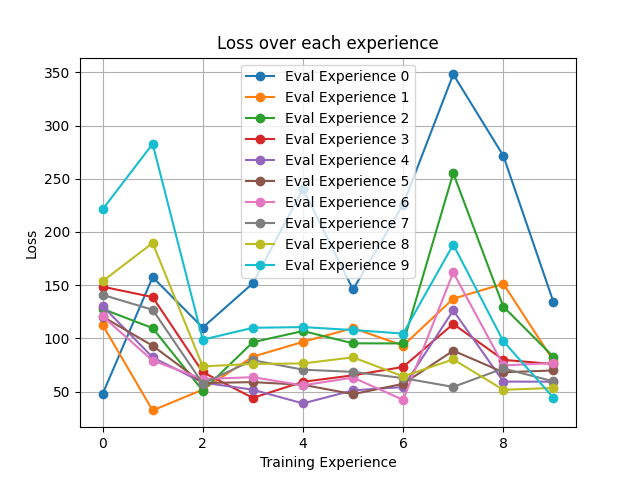 Loss over each experience
350
300
250
200
150
100
50
Loss
Eval Experience 0
Eval Experience 1
Eval Experience 2
Eval Experience 3
Eval Experience 4
Eval Experience 5
Eval Experience 6
Eval Experience 7
Eval Experience 8
Eval Experience 9
0 2 4 6 8
Training Experience